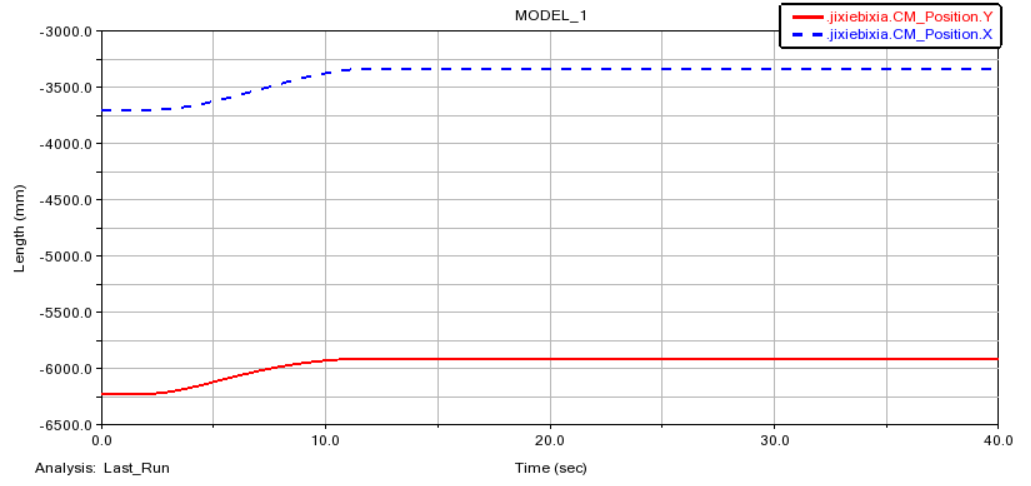 MODEL_1
.jixiebixia.CM_Position.Y
.jixiebixia.CM_Position.X
-3000.0
-3500.0
-4000.0
-4500.0
-5000.0
-5500.0
-6000.0
-6500.0
Length (mm)
0.0 10.0 20.0 30.0 40.0
Analysis: Last_Run Time (sec)